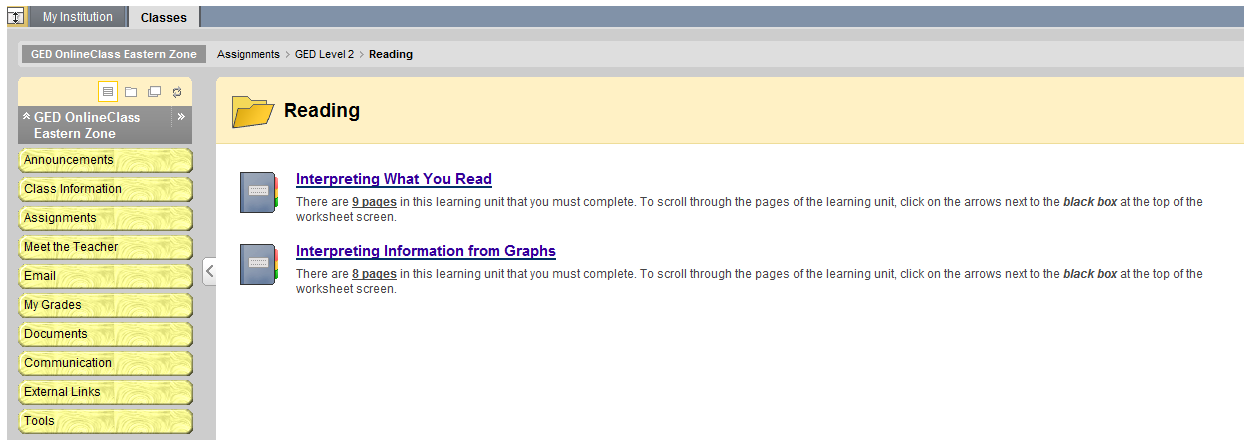 My Institution
Classes
GED OnlineClass Eastern Zone
Assignments > GED Level 2 > Reading
GED OnlineClass
Eastern Zone
Announcements
Class Information
Assignments
Meet the Teacher
Email
My Grades
Documents
Communication
External Links
Tools
Reading
Interpreting What You Read
There are 9 pages in this learning unit that you must complete. To scroll through the pages of the learning unit, click on the arrows next to the black box at the top of the
worksheet screen.
Interpreting Information from Graphs
There are 8 pages in this learning unit that you must complete. To scroll through the pages of the learning unit, click on the arrows next to the black box at the top of the
worksheet screen.